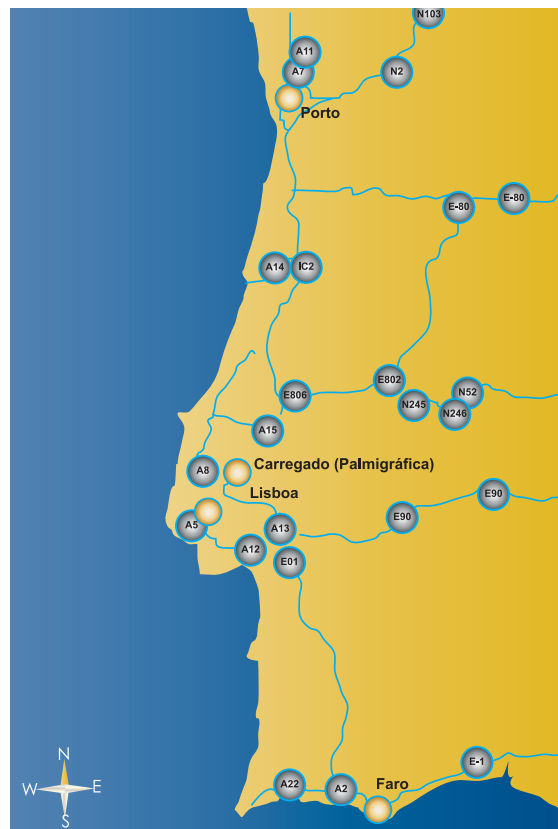 N103
A11
A7
N2
Porto
E-80
E-80
A14
IC2
E802
E806
N52
N245
N246
A15
Carregado (Palmigráfica)
A8
Lisboa
E90
A5
E90
A13
A12
E01
N
W
E
S
E-1
A22
A2
Faro